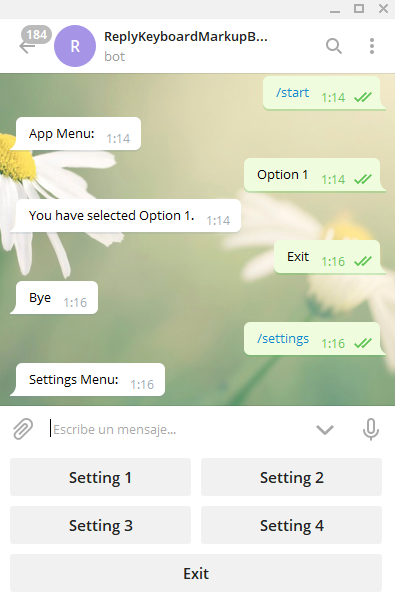 184
R
ReplyKeyboardMarkupB...
bot
/start 1:14
App Menu: 1:14
Option 1 1:14
You have selected Option 1. 1:14
Exit 1:16
Bye 1:16
/settings 1:16
Settings Menu: 1:16
Escribe un mensaje...
Setting 1
Setting 2
Setting 3
Setting 4
Exit